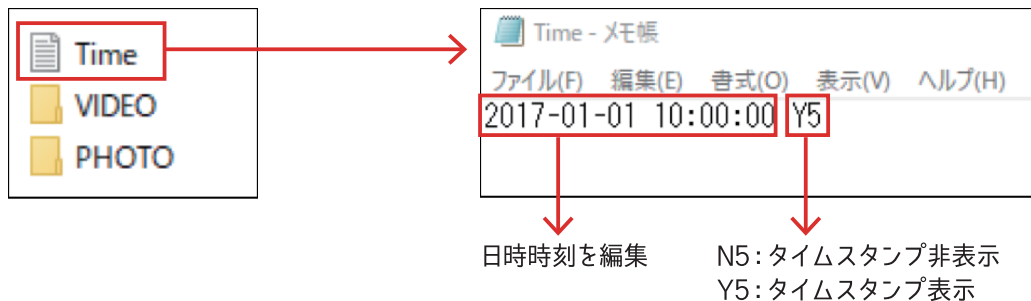 Time
VIDEO
PHOTO
Time - メモ帳
ファイル(F) 編集(E) 書式(O) 表示(V) ヘルプ(H)
2017-01-01 10:00:00 Y5
日時時刻を編集
N5:タイムスタンプ非表示
Y5:タイムスタンプ表示